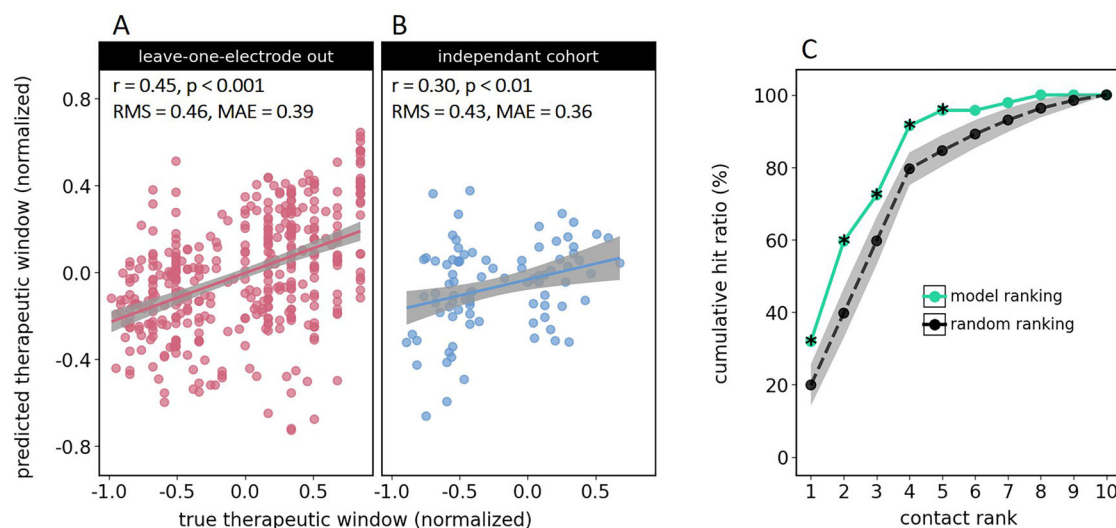 A
leave-one-electrode out
r = 0.45, p < 0.001
RMS = 0.46, MAE = 0.39
predicted therapeutic window (normalized)
0.8
0.4
0.0
-0.4
-0.8
-1.0 -0.5 0.0 0.5
B
independant cohort
r = 0.30, p < 0.01
RMS = 0.43, MAE = 0.36
-1.0 -0.5 0.0 0.5
true therapeutic window (normalized)
C
cumulative hit ratio (%)
100
80
60
40
20
0
* * * * *
model ranking
random ranking
1 2 3 4 5 6 7 8 9 10
contact rank